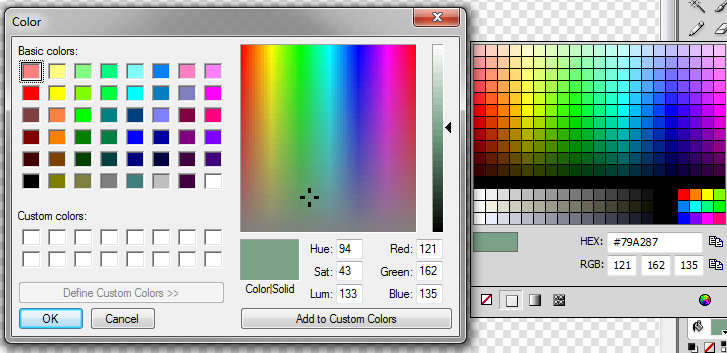 Color
Basic colors:
Custom colors:
Define Custom Colors >>
OK
Cancel
Color|Solid
Hue: 94
Sat: 43
Lum: 133
Red: 121
Green: 162
Blue: 135
Add to Custom Colors
HEX: #79A287
RGB: 121 162 135